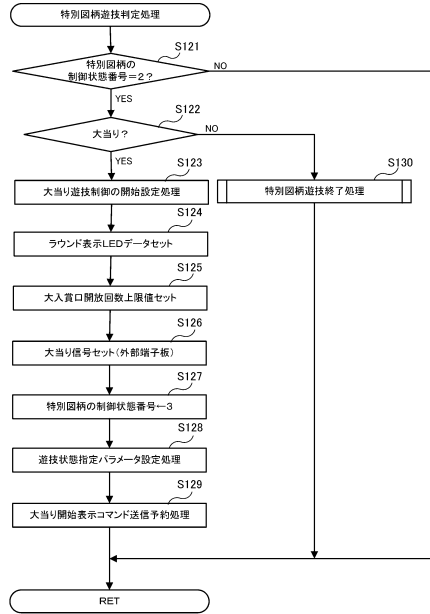 特別図柄遊技判定処理
S121
特別図柄の
制御状態番号=2?
NO
YES
S122
大当り?
NO
YES
S123
大当り遊技制御の開始設定処理
S130
特別図柄遊技終了処理
S124
ラウンド表示LEDデータセット
S125
大入賞口開放回数上限値セット
S126
大当り信号セット(外部端子板)
S127
特別図柄の制御状態番号←3
S128
遊技状態指定パラメータ設定処理
S129
大当り開始表示コマンド送信予約処理
RET